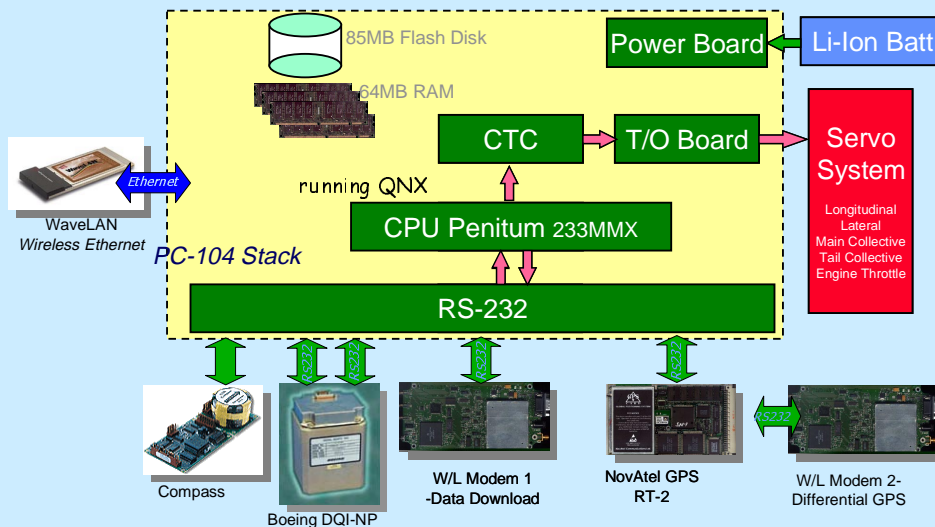 85MB Flash Disk
64MB RAM
Power Board
Li-Ion Batt
CTC
T/O Board
Servo
System
Longitudinal
Lateral
Main Collective
Tail Collective
Engine Throttle
Ethernet
WaveLAN
Wireless Ethernet
running QNX
CPU Penitum 233MMX
PC-104 Stack
RS-232
RS232
RS232
RS232
RS232
RS232
Compass
Boeing DQI-NP
W/L Modem 1
-Data Download
NovAtel GPS
RT-2
W/L Modem 2-
Differential GPS